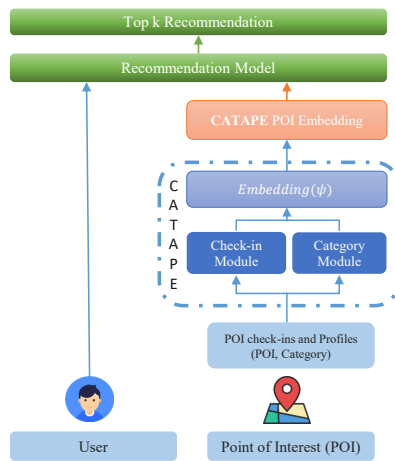 Top k Recommendation
Recommendation Model
CATAPE POI Embedding
C
A
T
A
P
E
Embedding(ψ)
Check-in
Module
Category
Module
POI check-ins and Profiles
(POI, Category)
User
Point of Interest (POI)